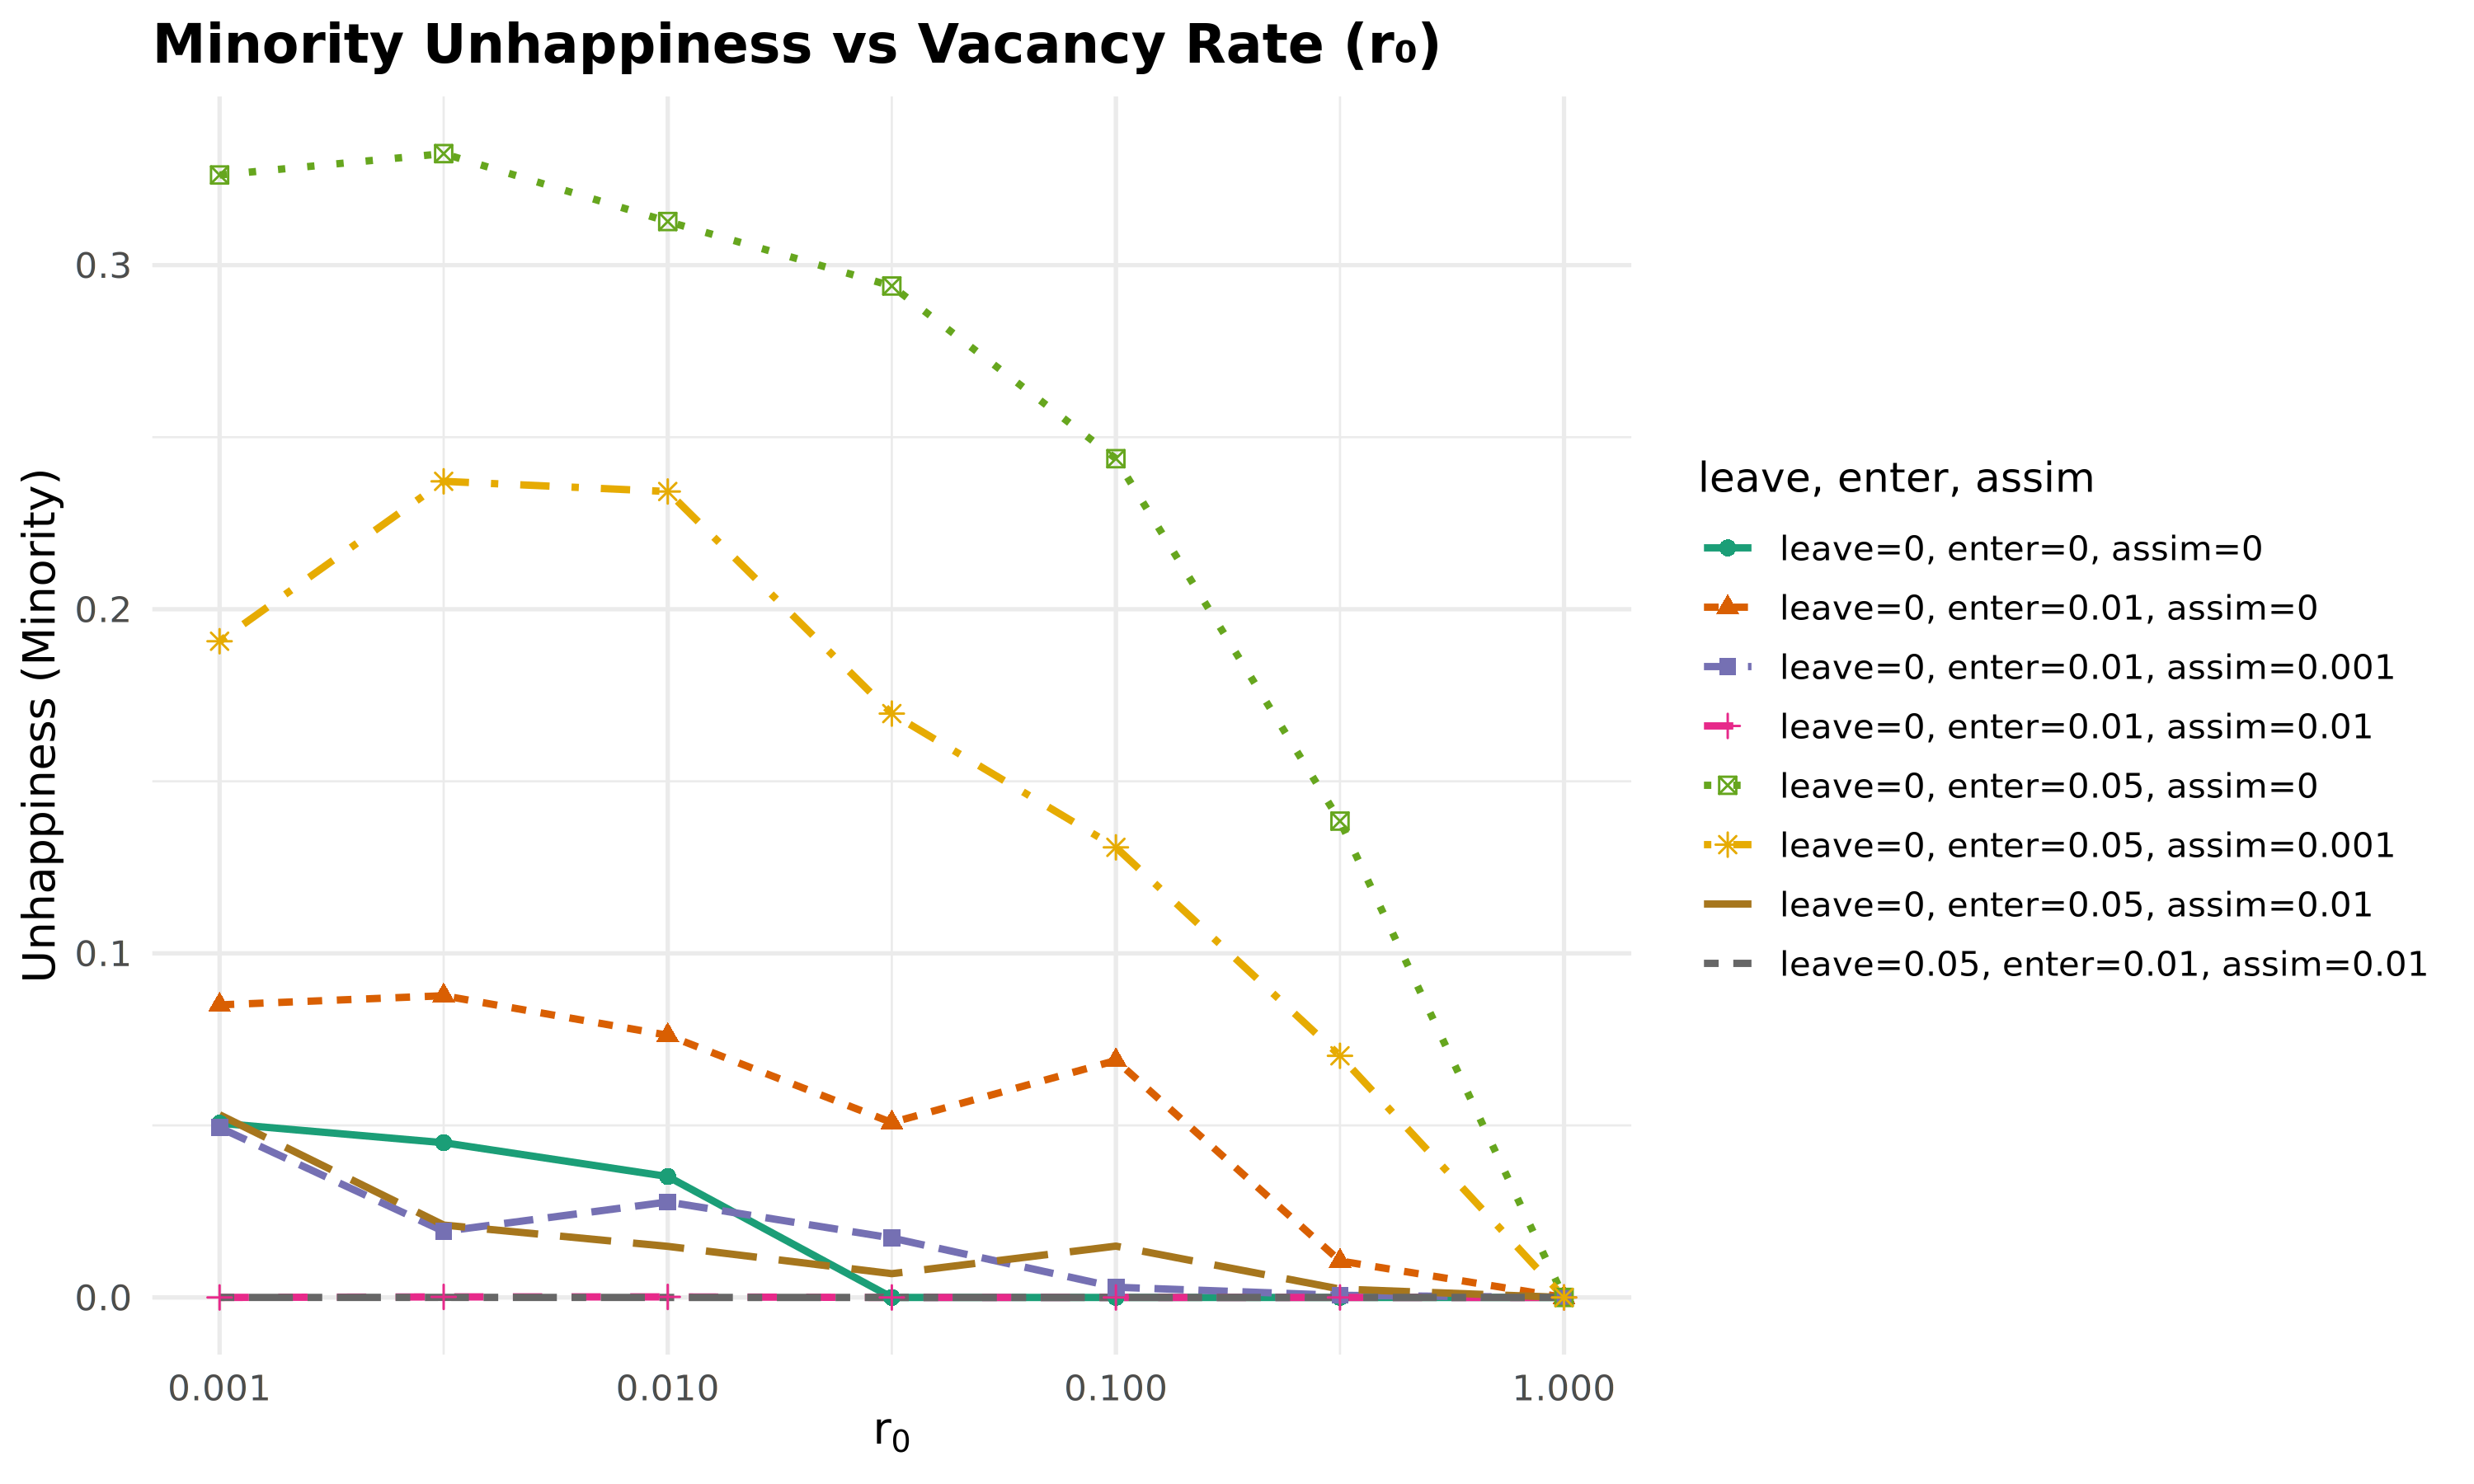 Minority Unhappiness vs Vacancy Rate (r₀)
Unhappiness (Minority)
0.3
0.2
0.1
0.0
0.001
0.010
0.100
1.000
r₀
leave, enter, assim
leave=0, enter=0, assim=0
leave=0, enter=0.01, assim=0
leave=0, enter=0.01, assim=0.001
leave=0, enter=0.01, assim=0.01
leave=0, enter=0.05, assim=0
leave=0, enter=0.05, assim=0.001
leave=0, enter=0.05, assim=0.01
leave=0.05, enter=0.01, assim=0.01